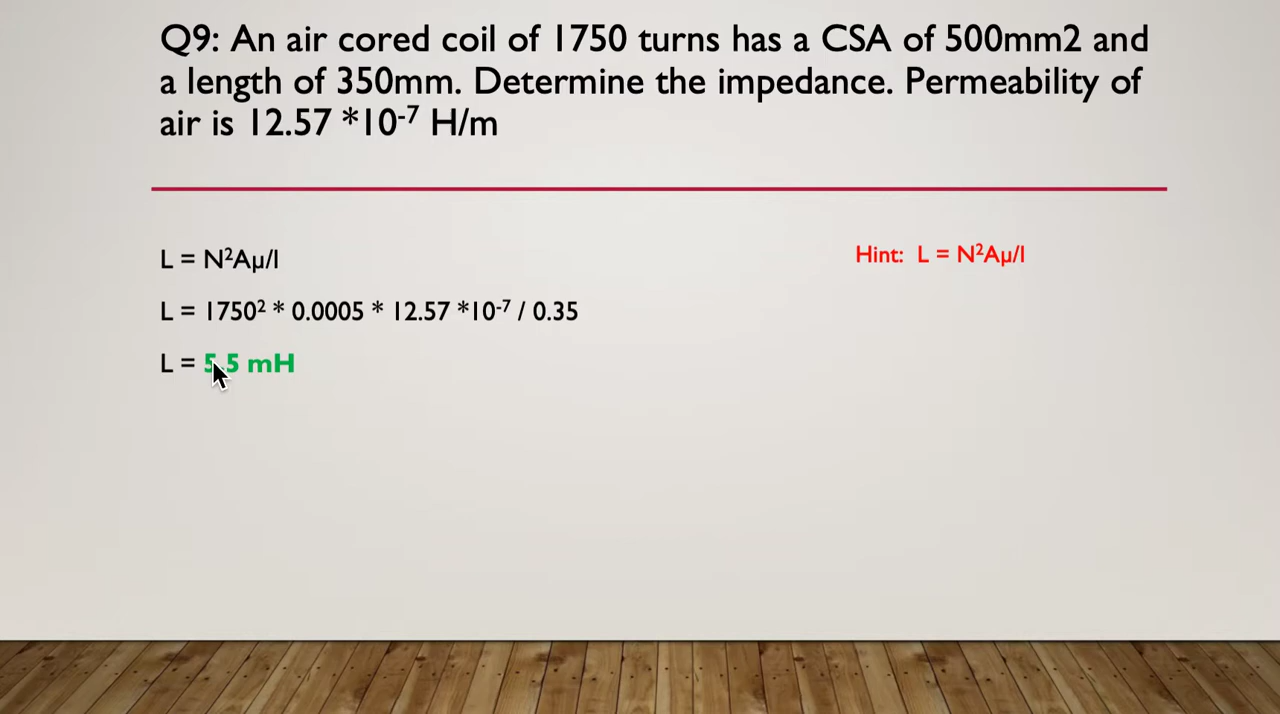 Q9: An air cored coil of 1750 turns has a CSA of 500mm2 and
a length of 350mm. Determine the impedance. Permeability of
air is 12.57 *10⁻⁷ H/m
L = N²Aµ/l
Hint: L = N²Aµ/l
L = 1750² * 0.0005 * 12.57 *10⁻⁷ / 0.35
L = 5.5 mH